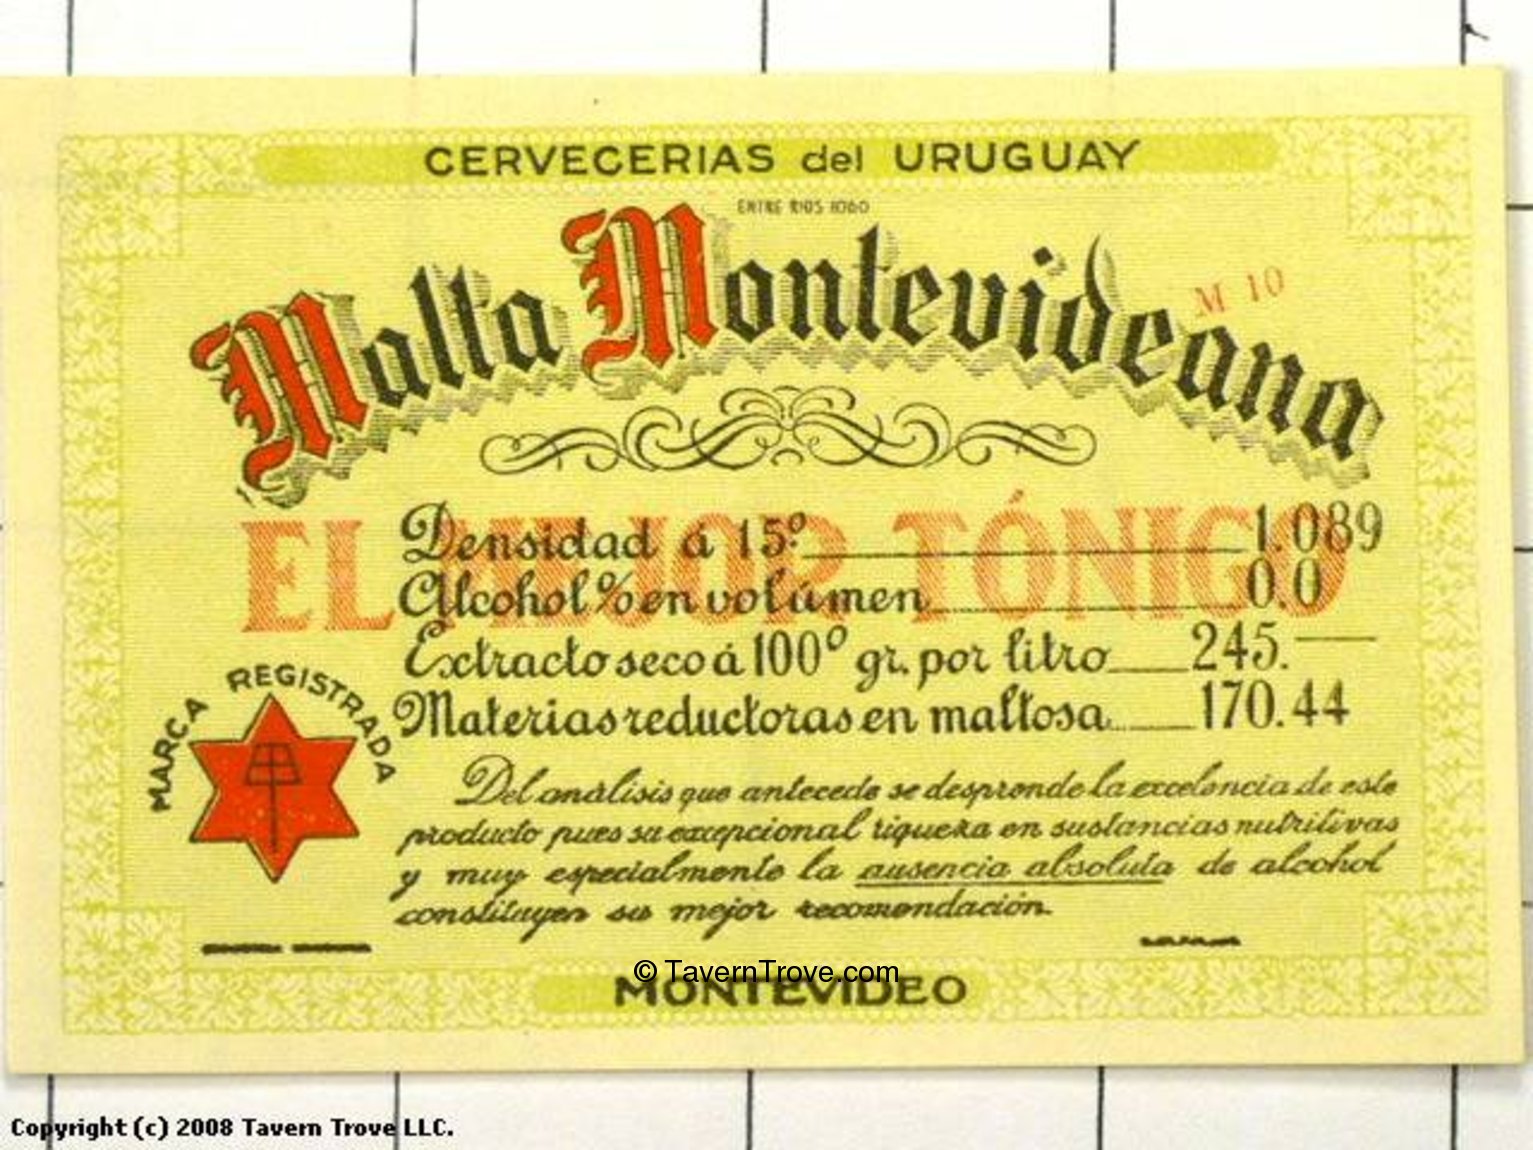 CERVECERIAS del URUGUAY
ENTRE RIOS 1060
Malta Montevideana
M 10
EL MEJOR TÓNICO
Densidad á 15º 1.089
Alcohol % en volúmen 0.0
Extracto seco á 100º gr. por litro 245.—
Materias reductoras en maltosa 170.44
MARCA REGISTRADA
Del análisis que antecede se desprende la excelencia de este
producto pues su excepcional riqueza en sustancias nutritivas
y muy especialmente la ausencia absoluta de alcohol
constituyen su mejor recomendación.
© TavernTrove.com
MONTEVIDEO
Copyright (c) 2008 Tavern Trove LLC.